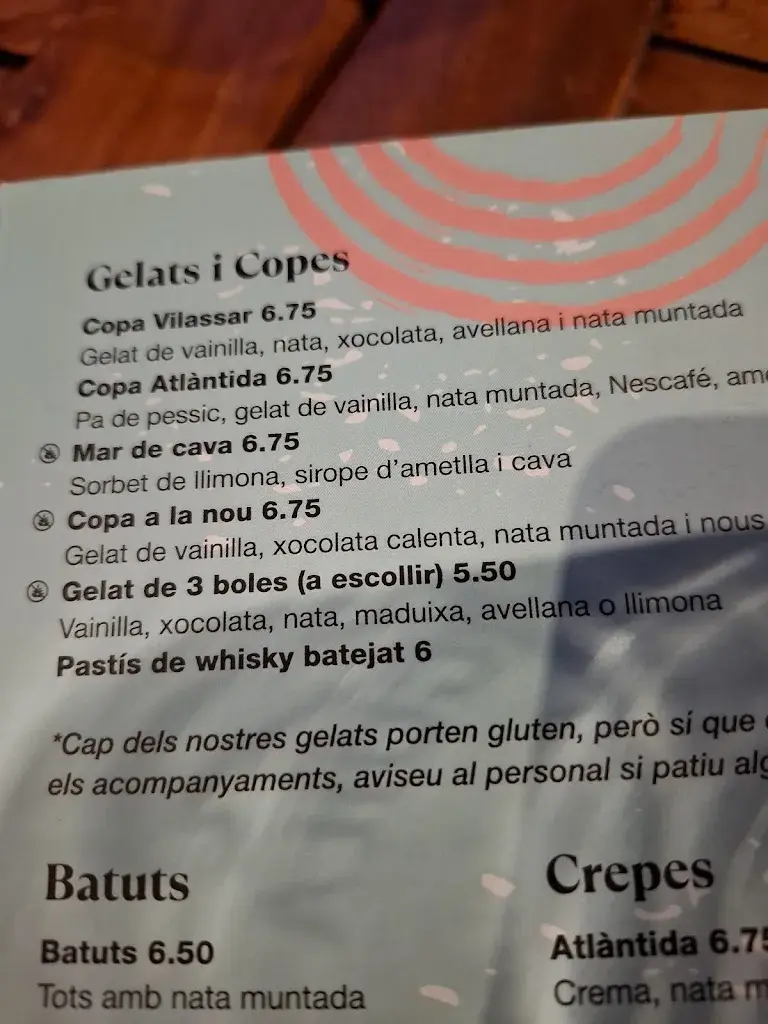 Gelats i Copes
Copa Vilassar 6.75
Gelat de vainilla, nata, xocolata, avellana i nata muntada
Copa Atlàntida 6.75
Pa de pessic, gelat de vainilla, nata muntada, Nescafé,
Mar de cava 6.75
Sorbet de llimona, sirope d'ametlla i cava
Copa a la nou 6.75
Gelat de vainilla, xocolata calenta, nata muntada i nous
Gelat de 3 boles (a escollir) 5.50
Vainilla, xocolata, nata, maduixa, avellana o llimona
Pastís de whisky batejat 6
*Cap dels nostres gelats porten gluten, però sí que
els acompanyaments, aviseu al personal si patiu
Batuts
Batuts 6.50
Tots amb nata muntada
Crepes
Atlàntida 6.75
Crema, nata